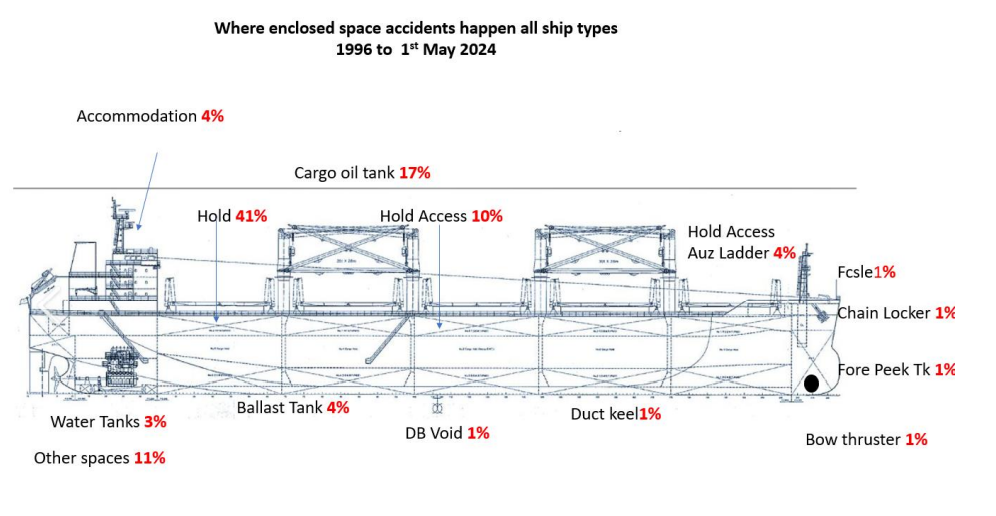 Where enclosed space accidents happen all ship types
1996 to 1st May 2024
Accommodation 4%
Cargo oil tank 17%
Hold 41%
Hold Access 10%
Hold Access
Auz Ladder 4%
Fcsle1%
Chain Locker 1%
Fore Peek Tk 1%
Ballast Tank 4%
Duct keel1%
Water Tanks 3%
DB Void 1%
Bow thruster 1%
Other spaces 11%